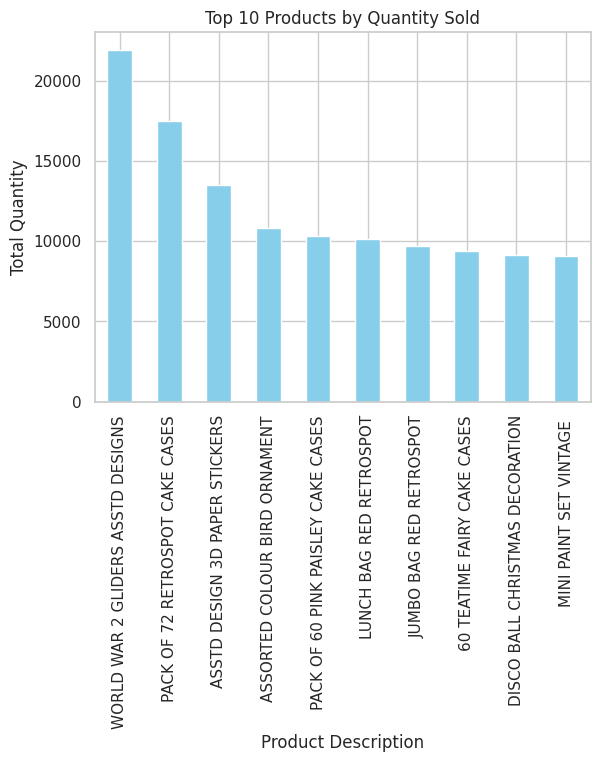 Top 10 Products by Quantity Sold
Total Quantity
20000
15000
10000
5000
0
WORLD WAR 2 GLIDERS ASSTD DESIGNS
PACK OF 72 RETROSPOT CAKE CASES
ASSTD DESIGN 3D PAPER STICKERS
ASSORTED COLOUR BIRD ORNAMENT
PACK OF 60 PINK PAISLEY CAKE CASES
LUNCH BAG RED RETROSPOT
JUMBO BAG RED RETROSPOT
60 TEATIME FAIRY CAKE CASES
DISCO BALL CHRISTMAS DECORATION
MINI PAINT SET VINTAGE
Product Description